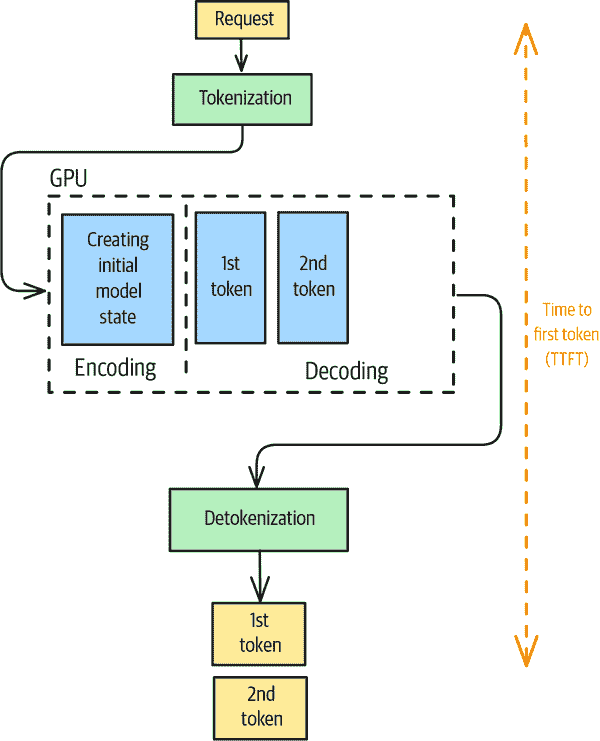 Request
Tokenization
GPU
Creating
initial
model
state
1st
token
2nd
token
Encoding
Decoding
Time to
first token
(TTFT)
Detokenization
1st
token
2nd
token